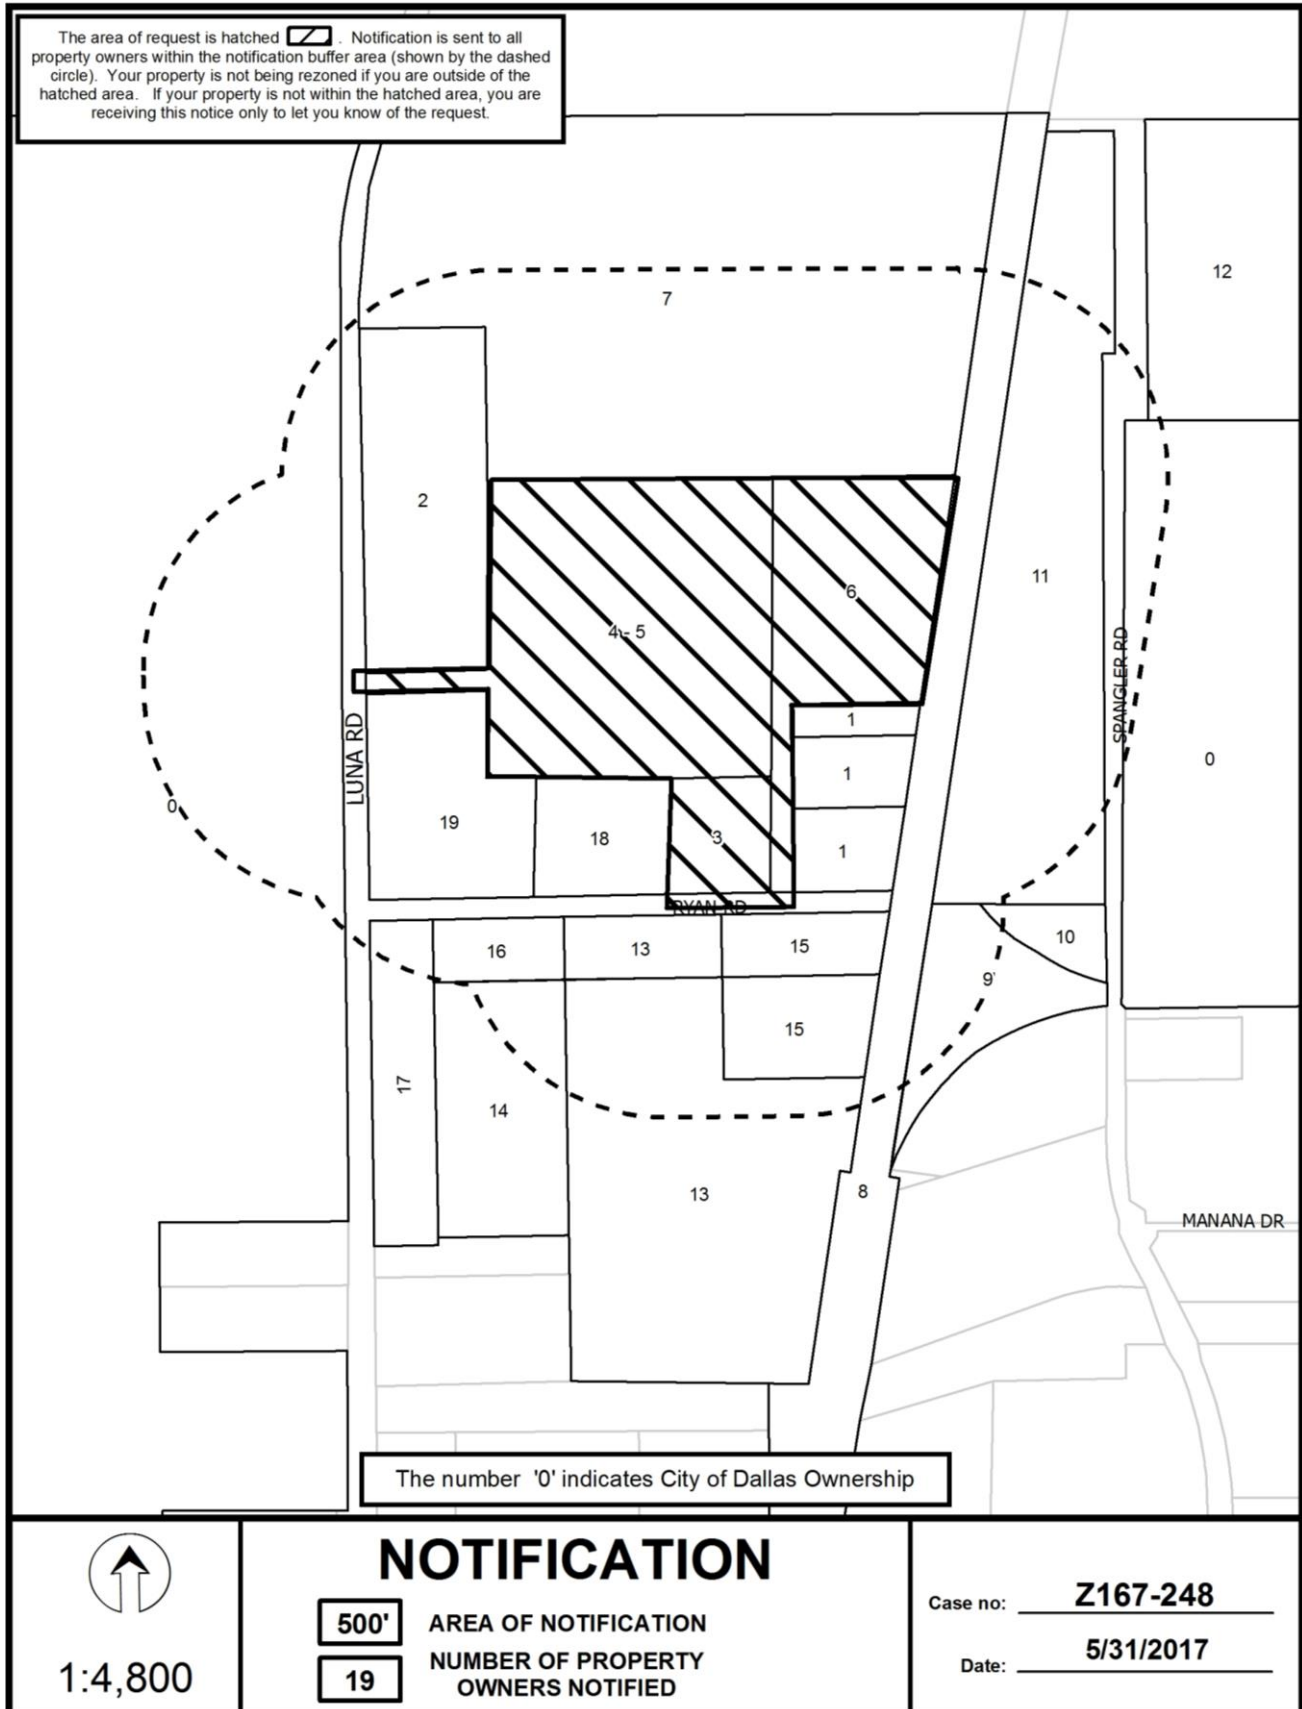 The area of request is hatched . Notification is sent to all
property owners within the notification buffer area (shown by the dashed
circle). Your property is not being rezoned if you are outside of the
hatched area. If your property is not within the hatched area, you are
receiving this notice only to let you know of the request.
12
7
2
11
6
4 - 5
SPANGLER RD
1
LUNA RD
0
1
0
19
18
3
1
RYAN RD
10
16
13
15
9
15
17
14
13
8
MANANA DR
The number '0' indicates City of Dallas Ownership
1:4,800
NOTIFICATION
500' AREA OF NOTIFICATION
19 NUMBER OF PROPERTY
OWNERS NOTIFIED
Case no: Z167-248
Date: 5/31/2017